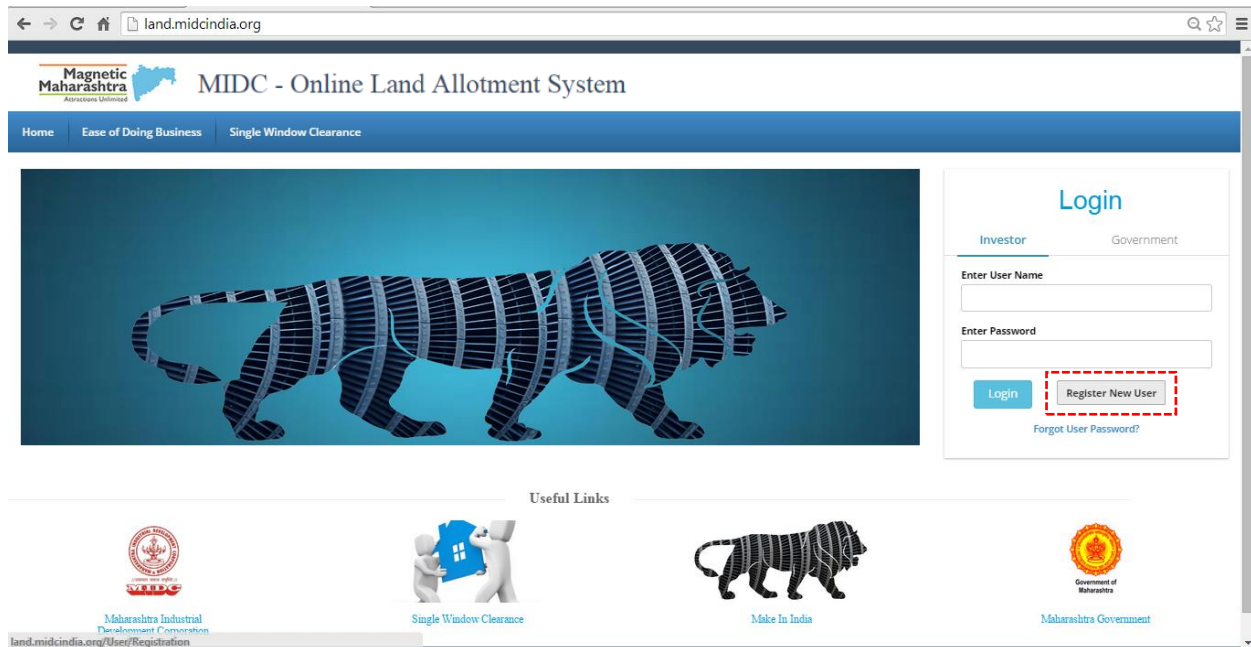 land.midcindia.org
Magnetic
Maharashtra
Attractions Unlimited
MIDC - Online Land Allotment System
Home Ease of Doing Business Single Window Clearance
Login
Investor Government
Enter User Name
Enter Password
Login Register New User
Forgot User Password?
Useful Links
MIDC
Government of
Maharashtra
Maharashtra Industrial
Development Corporation
Single Window Clearance
Make In India
Maharashtra Government
land.midcindia.org/User/Registration